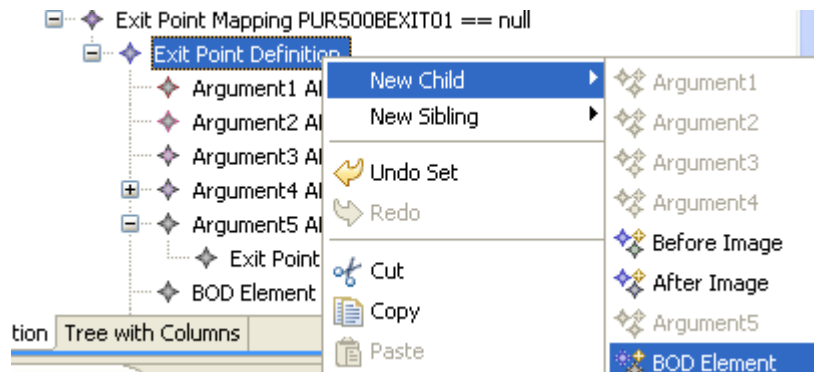 Exit Point Mapping PUR500BEXIT01 == null
Exit Point Definition
Argument1 Al
Argument2 Al
Argument3 Al
Argument4 Al
Argument5 Al
Exit Point
BOD Element
tion Tree with Columns
New Child
New Sibling
Undo Set
Redo
Cut
Copy
Paste
Argument1
Argument2
Argument3
Argument4
Before Image
After Image
Argument5
BOD Element